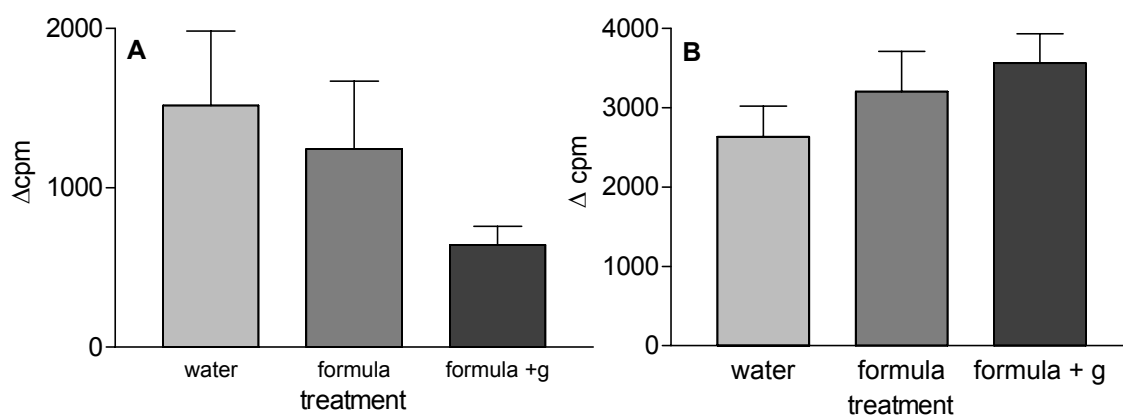 A
2000
1000
0
Δcpm
water formula formula +g
treatment
B
4000
3000
2000
1000
0
Δ cpm
water formula formula + g
treatment